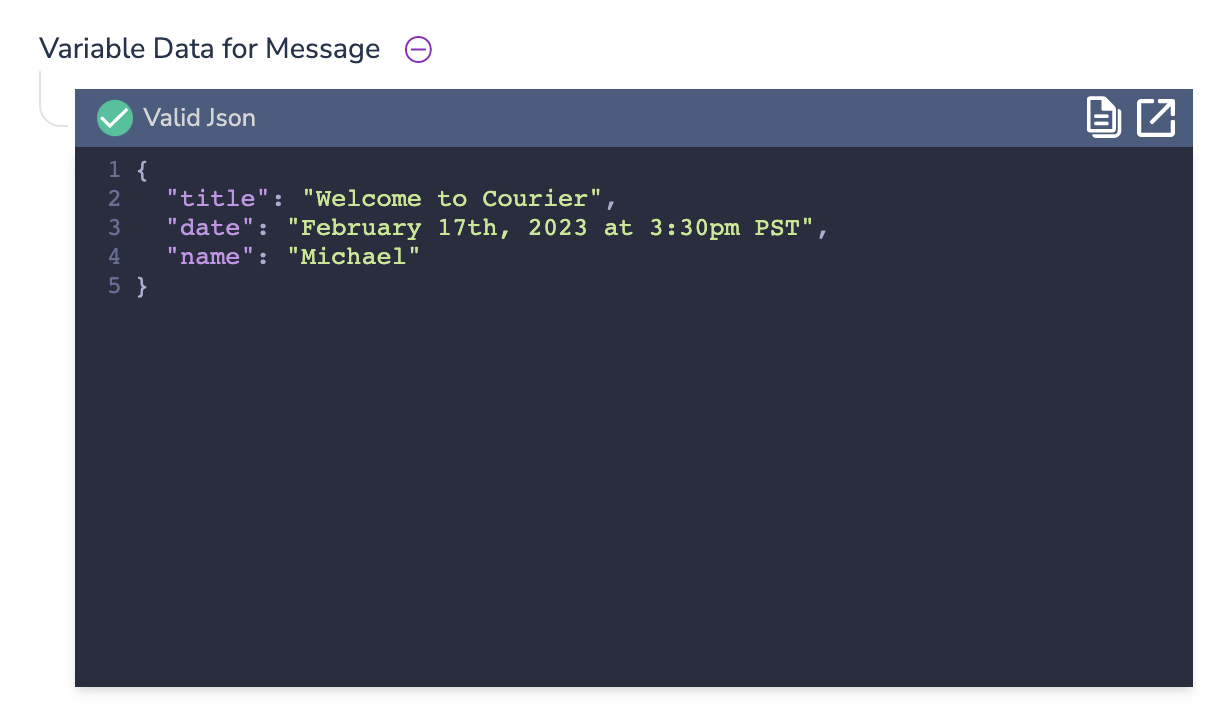 Variable Data for Message
Valid Json
1 {
2   "title": "Welcome to Courier",
3   "date": "February 17th, 2023 at 3:30pm PST",
4   "name": "Michael"
5 }